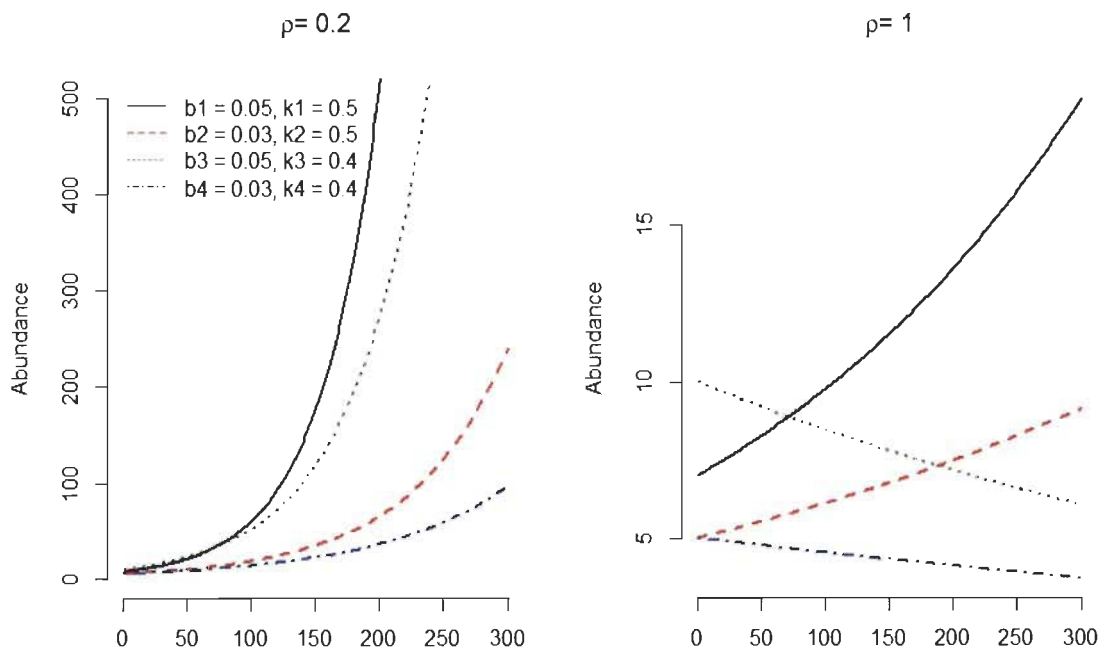 ρ= 0.2
500
400
300
200
100
0
Abundance
b1 = 0.05, k1 = 0.5
b2 = 0.03, k2 = 0.5
b3 = 0.05, k3 = 0.4
b4 = 0.03, k4 = 0.4
0 50 100 150 200 250 300
ρ= 1
15
10
5
Abundance
0 50 100 150 200 250 300